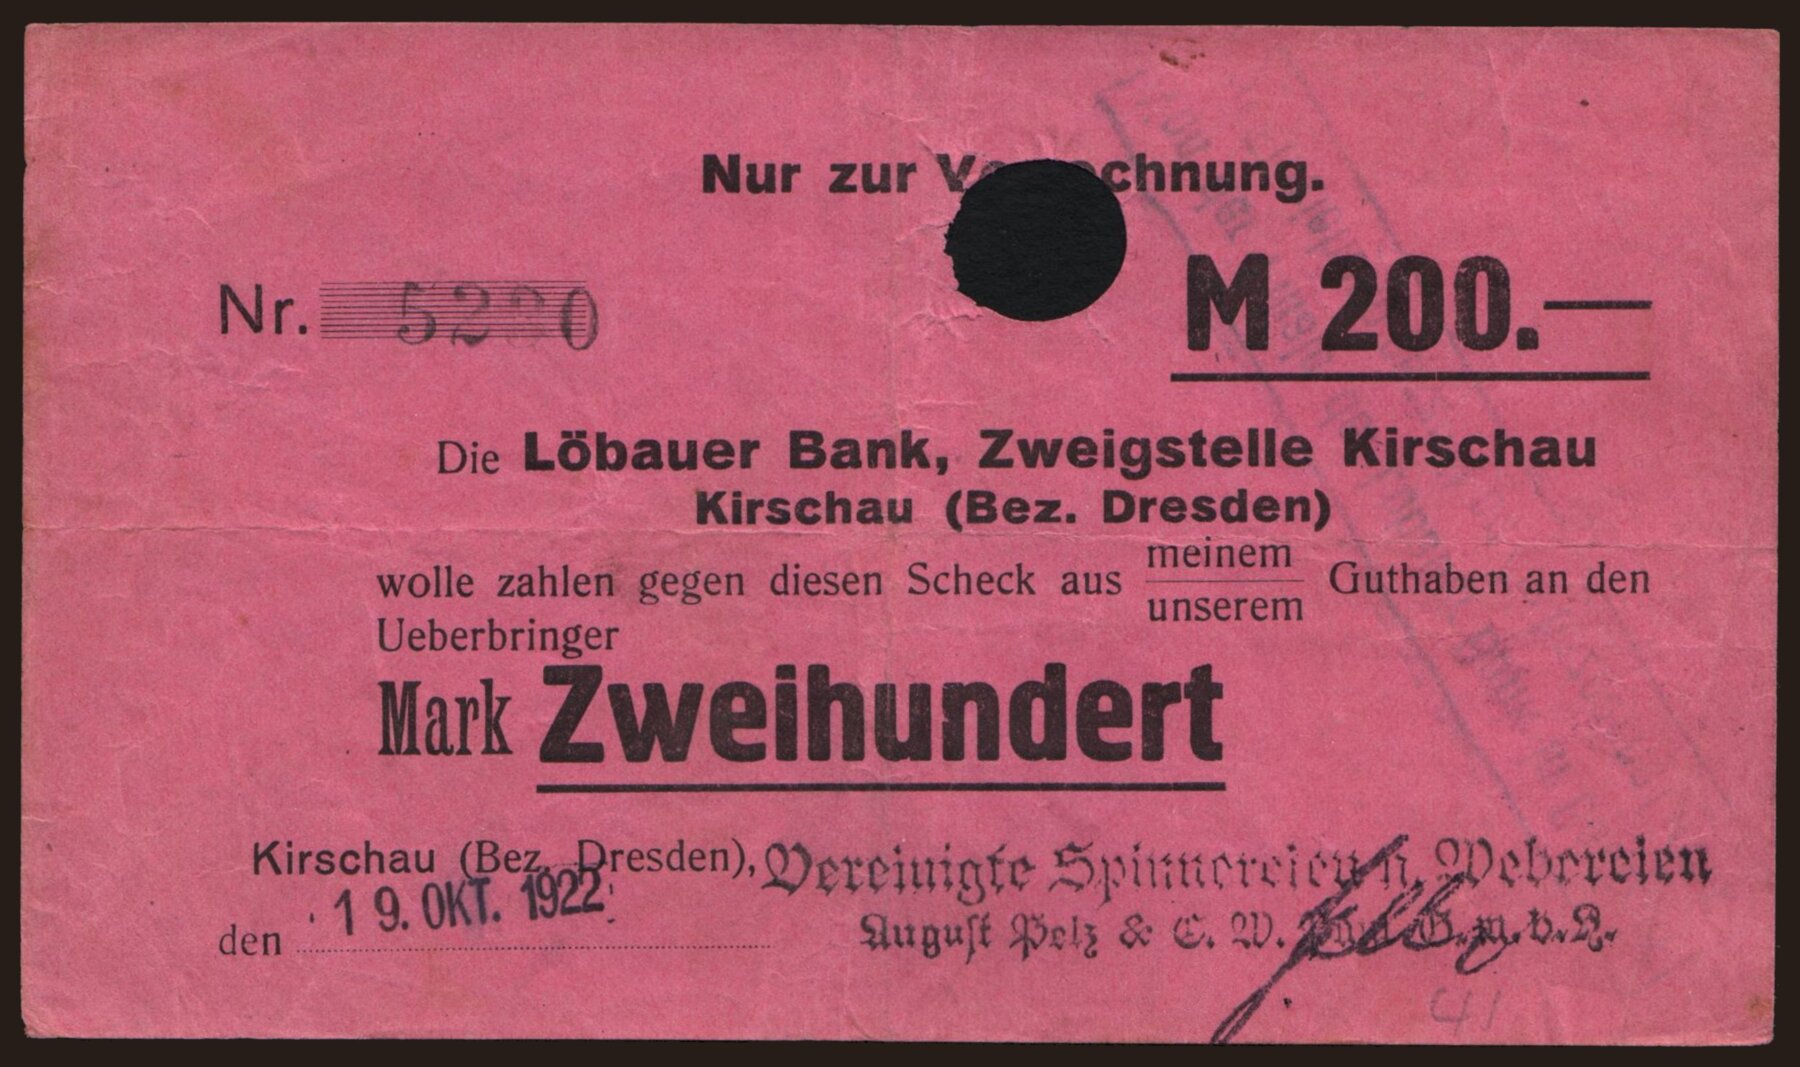 Nur zur Verrechnung.
Nr. 5220
M 200.—
Die Löbauer Bank, Zweigstelle Kirschau
Kirschau (Bez. Dresden)
wolle zahlen gegen diesen Scheck aus meinem
unserem Guthaben an den
Ueberbringer
Mark Zweihundert
Kirschau (Bez. Dresden), Vereinigte Spinnereien u. Webereien
den 19. OKT. 1922 August Pelz & C. W. G.m.b.H.
41